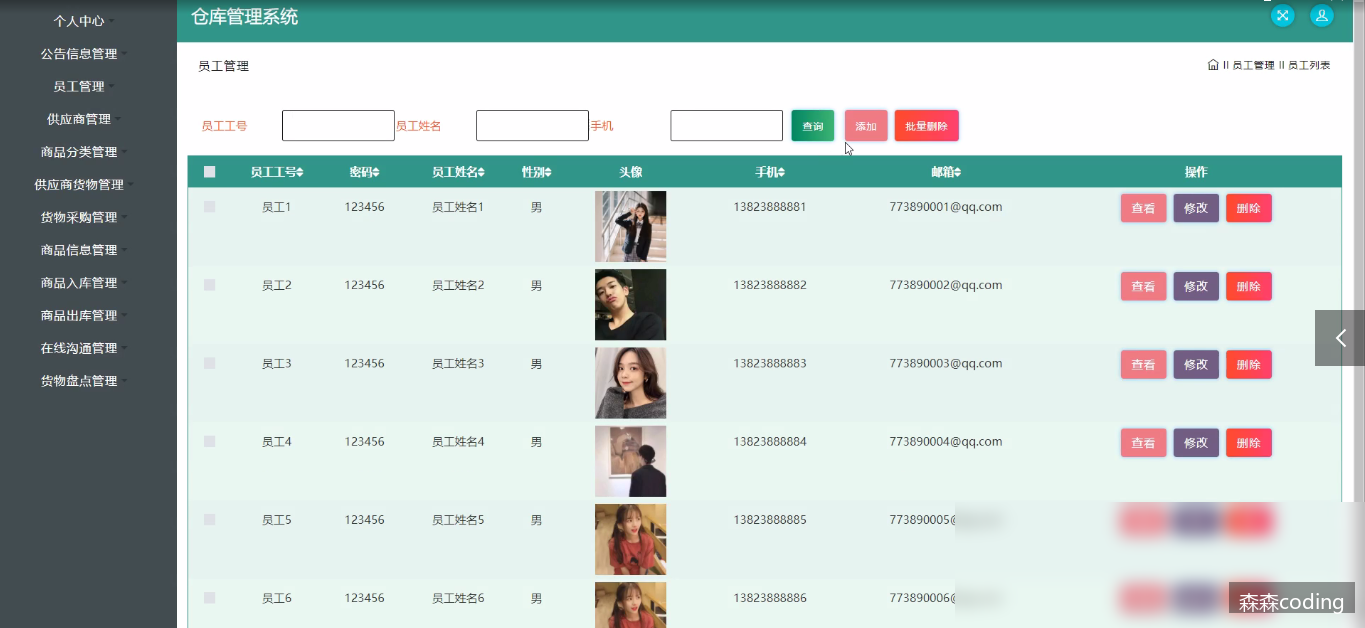 仓库管理系统
个人中心
公告信息管理
员工管理
供应商管理
商品分类管理
供应商货物管理
货物采购管理
商品信息管理
商品入库管理
商品出库管理
在线沟通管理
货物盘点管理
员工管理
II 员工管理 II 员工列表
员工工号 员工姓名 手机 查询 添加 批量删除
员工工号 密码 员工姓名 性别 头像 手机 邮箱 操作
员工1 123456 员工姓名1 男 13823888881 773890001@qq.com 查看 修改 删除
员工2 123456 员工姓名2 男 13823888882 773890002@qq.com 查看 修改 删除
员工3 123456 员工姓名3 男 13823888883 773890003@qq.com 查看 修改 删除
员工4 123456 员工姓名4 男 13823888884 773890004@qq.com 查看 修改 删除
员工5 123456 员工姓名5 男 13823888885 773890005@
员工6 123456 员工姓名6 男 13823888886 773890006@
森森coding